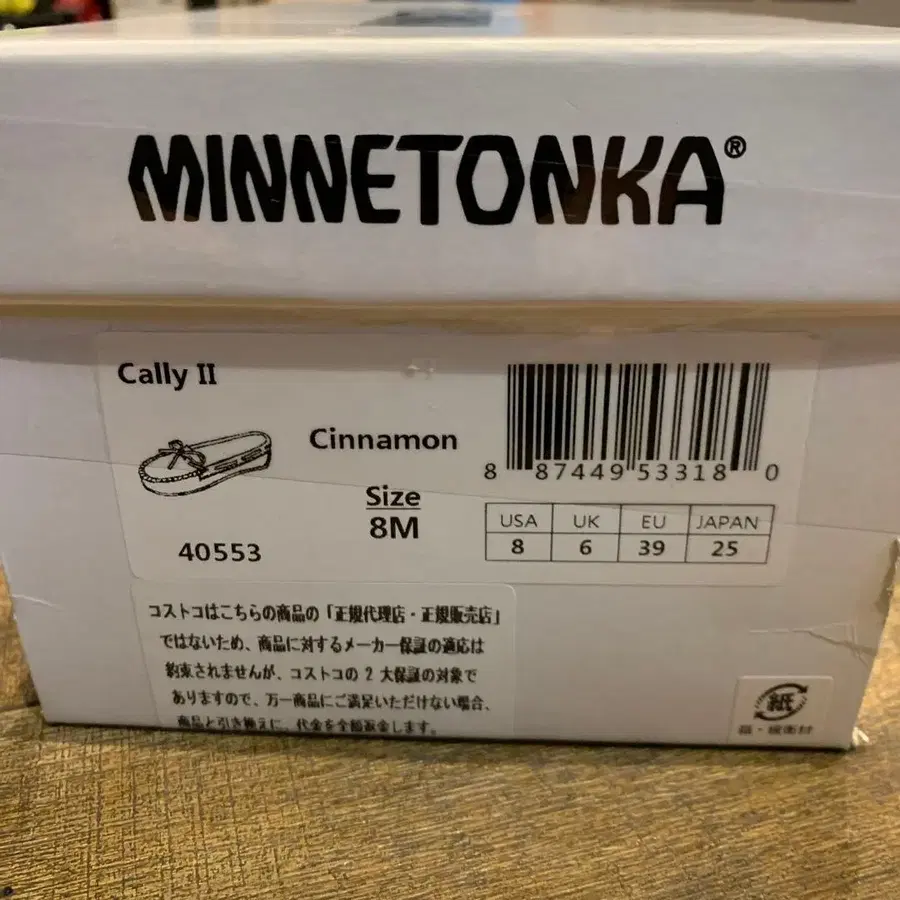 MINNETONKA®
Cally II
Cinnamon
Size
8M
40553
8 87449 53318 0
USA UK EU JAPAN
8 6 39 25
コストコはこちらの商品の「正規代理店・正規販売店」
ではないため、商品に対するメーカー保証の適応は
約束されませんが、コストコの 2 大保証の対象で
ありますので、万一商品にご満足いただけない場合、
商品と引き換えに、代金を全額返金します。
紙
箱・緩衝材